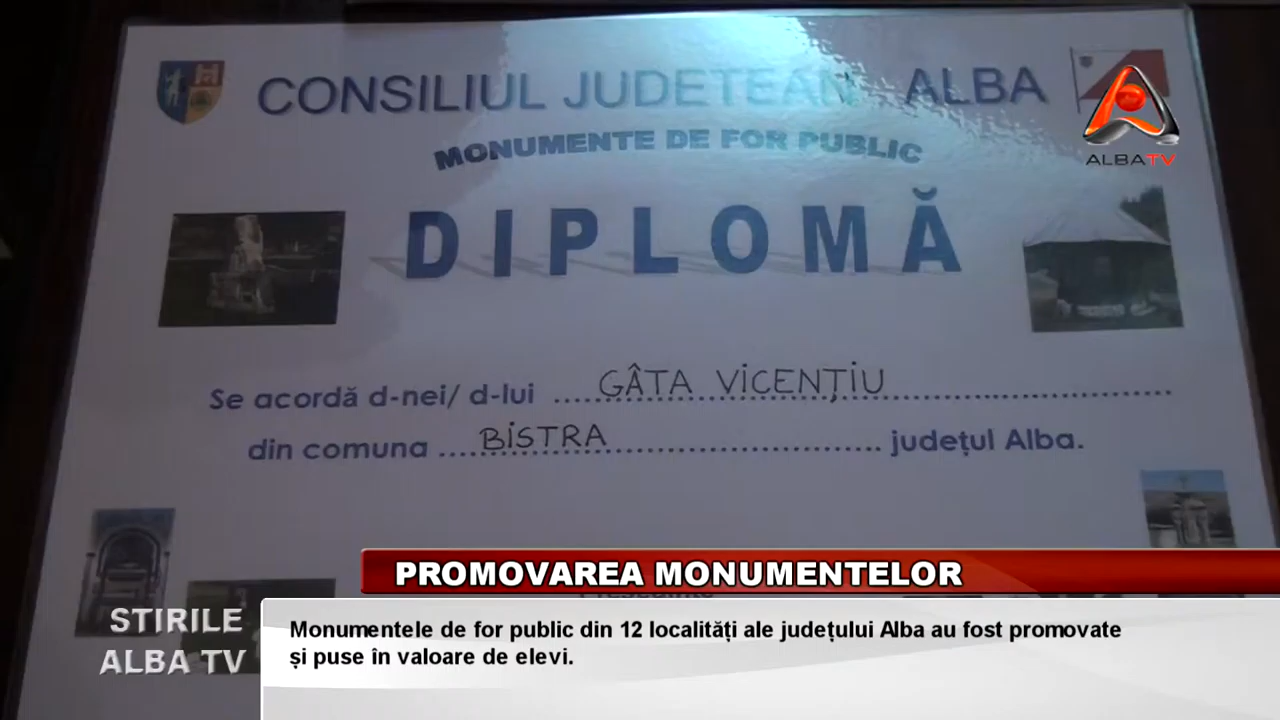 CONSILIUL JUDEȚEAN ALBA
MONUMENTE DE FOR PUBLIC
ALBATV
DIPLOMĂ
Se acordă d-nei/ d-lui ....GÂTA VICENȚIU....
din comuna ....BISTRA.... județul Alba.
PROMOVAREA MONUMENTELOR
STIRILE
ALBA TV
Monumentele de for public din 12 localități ale județului Alba au fost promovate
și puse în valoare de elevi.